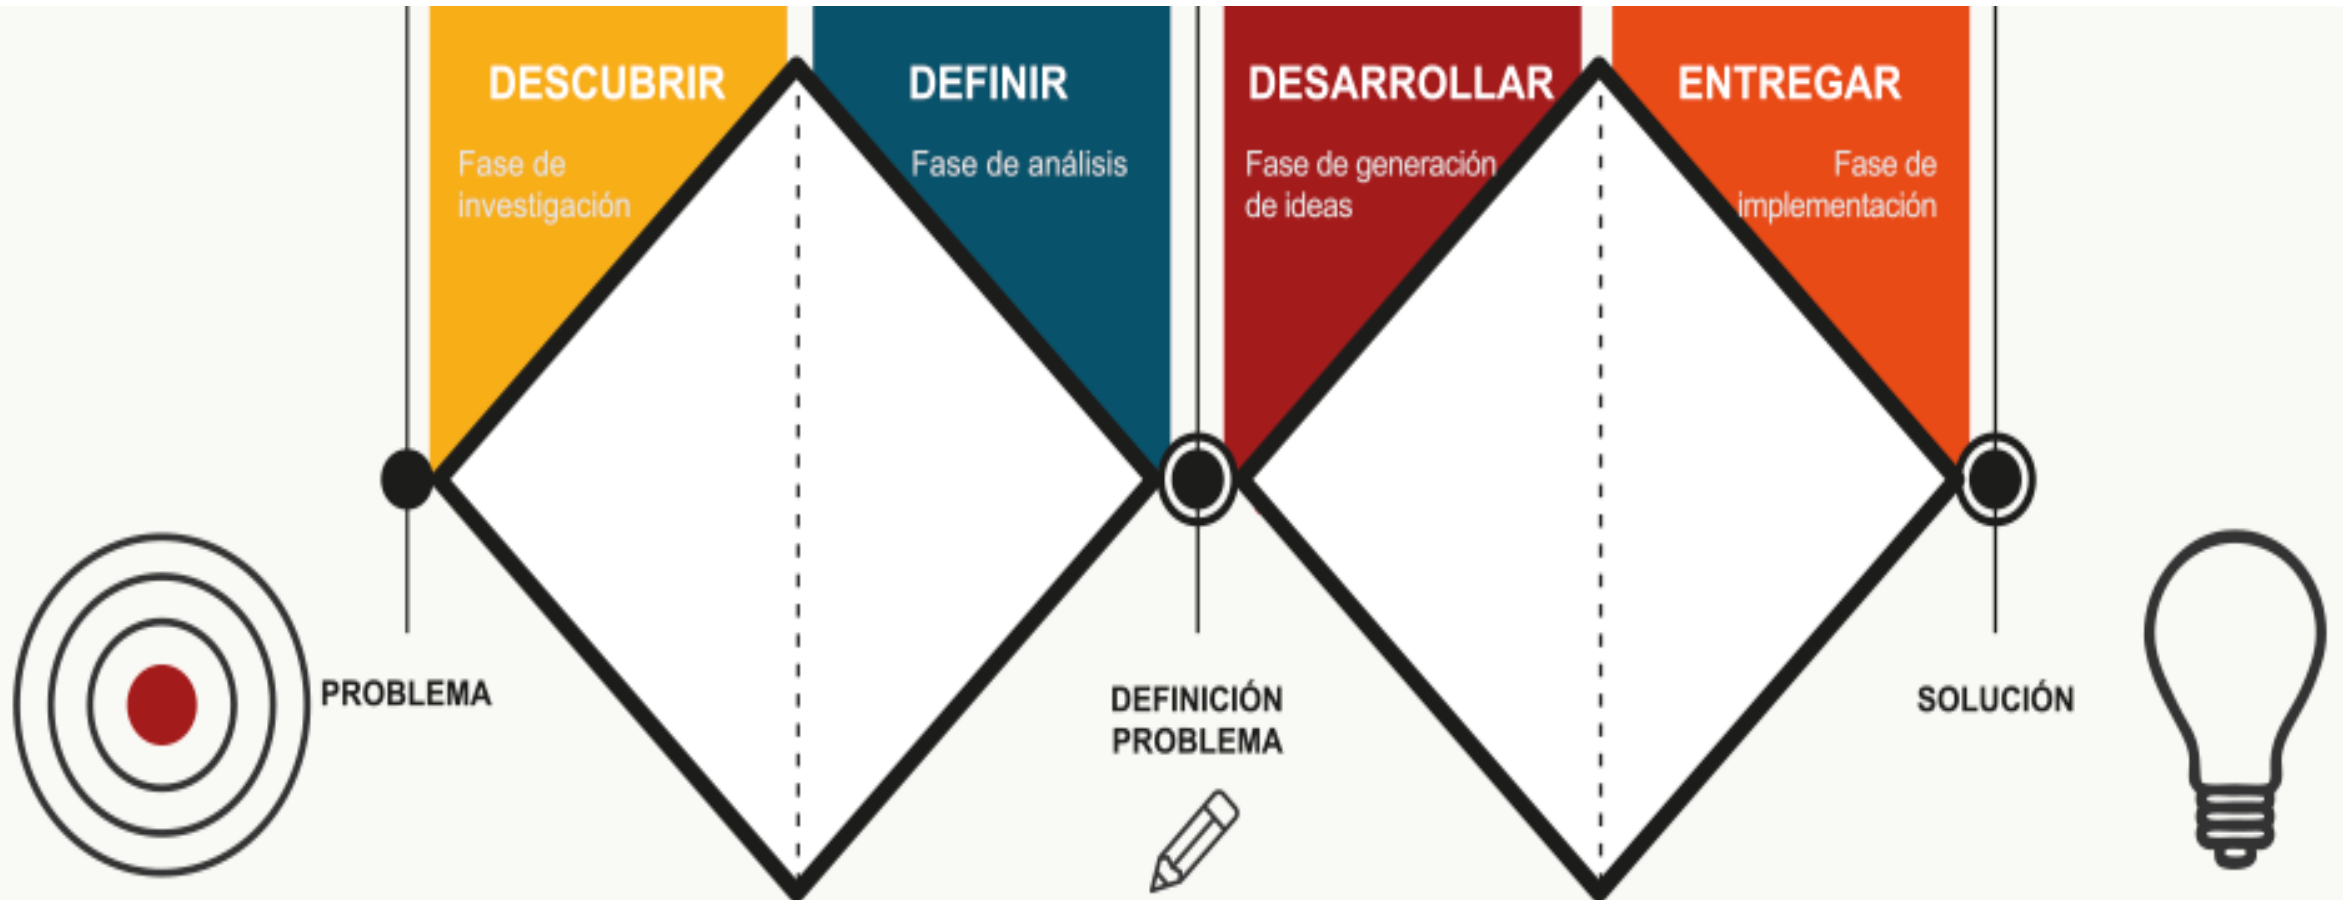 DESCUBRIR
Fase de
investigación
DEFINIR
Fase de análisis
DESARROLLAR
Fase de generación
de ideas
ENTREGAR
Fase de
implementación
PROBLEMA
DEFINICIÓN
PROBLEMA
SOLUCIÓN